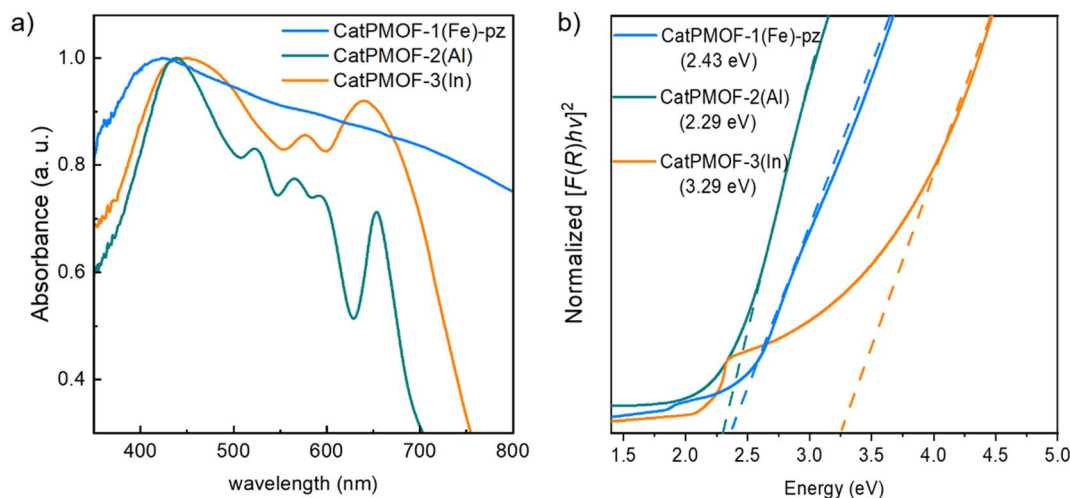 a)
CatPMOF-1(Fe)-pz
CatPMOF-2(Al)
CatPMOF-3(In)
Absorbance (a. u.)
1.0
0.8
0.6
0.4
400 500 600 700 800
wavelength (nm)
b)
CatPMOF-1(Fe)-pz
(2.43 eV)
CatPMOF-2(Al)
(2.29 eV)
CatPMOF-3(In)
(3.29 eV)
Normalized [F(R)hν]²
1.5 2.0 2.5 3.0 3.5 4.0 4.5 5.0
Energy (eV)